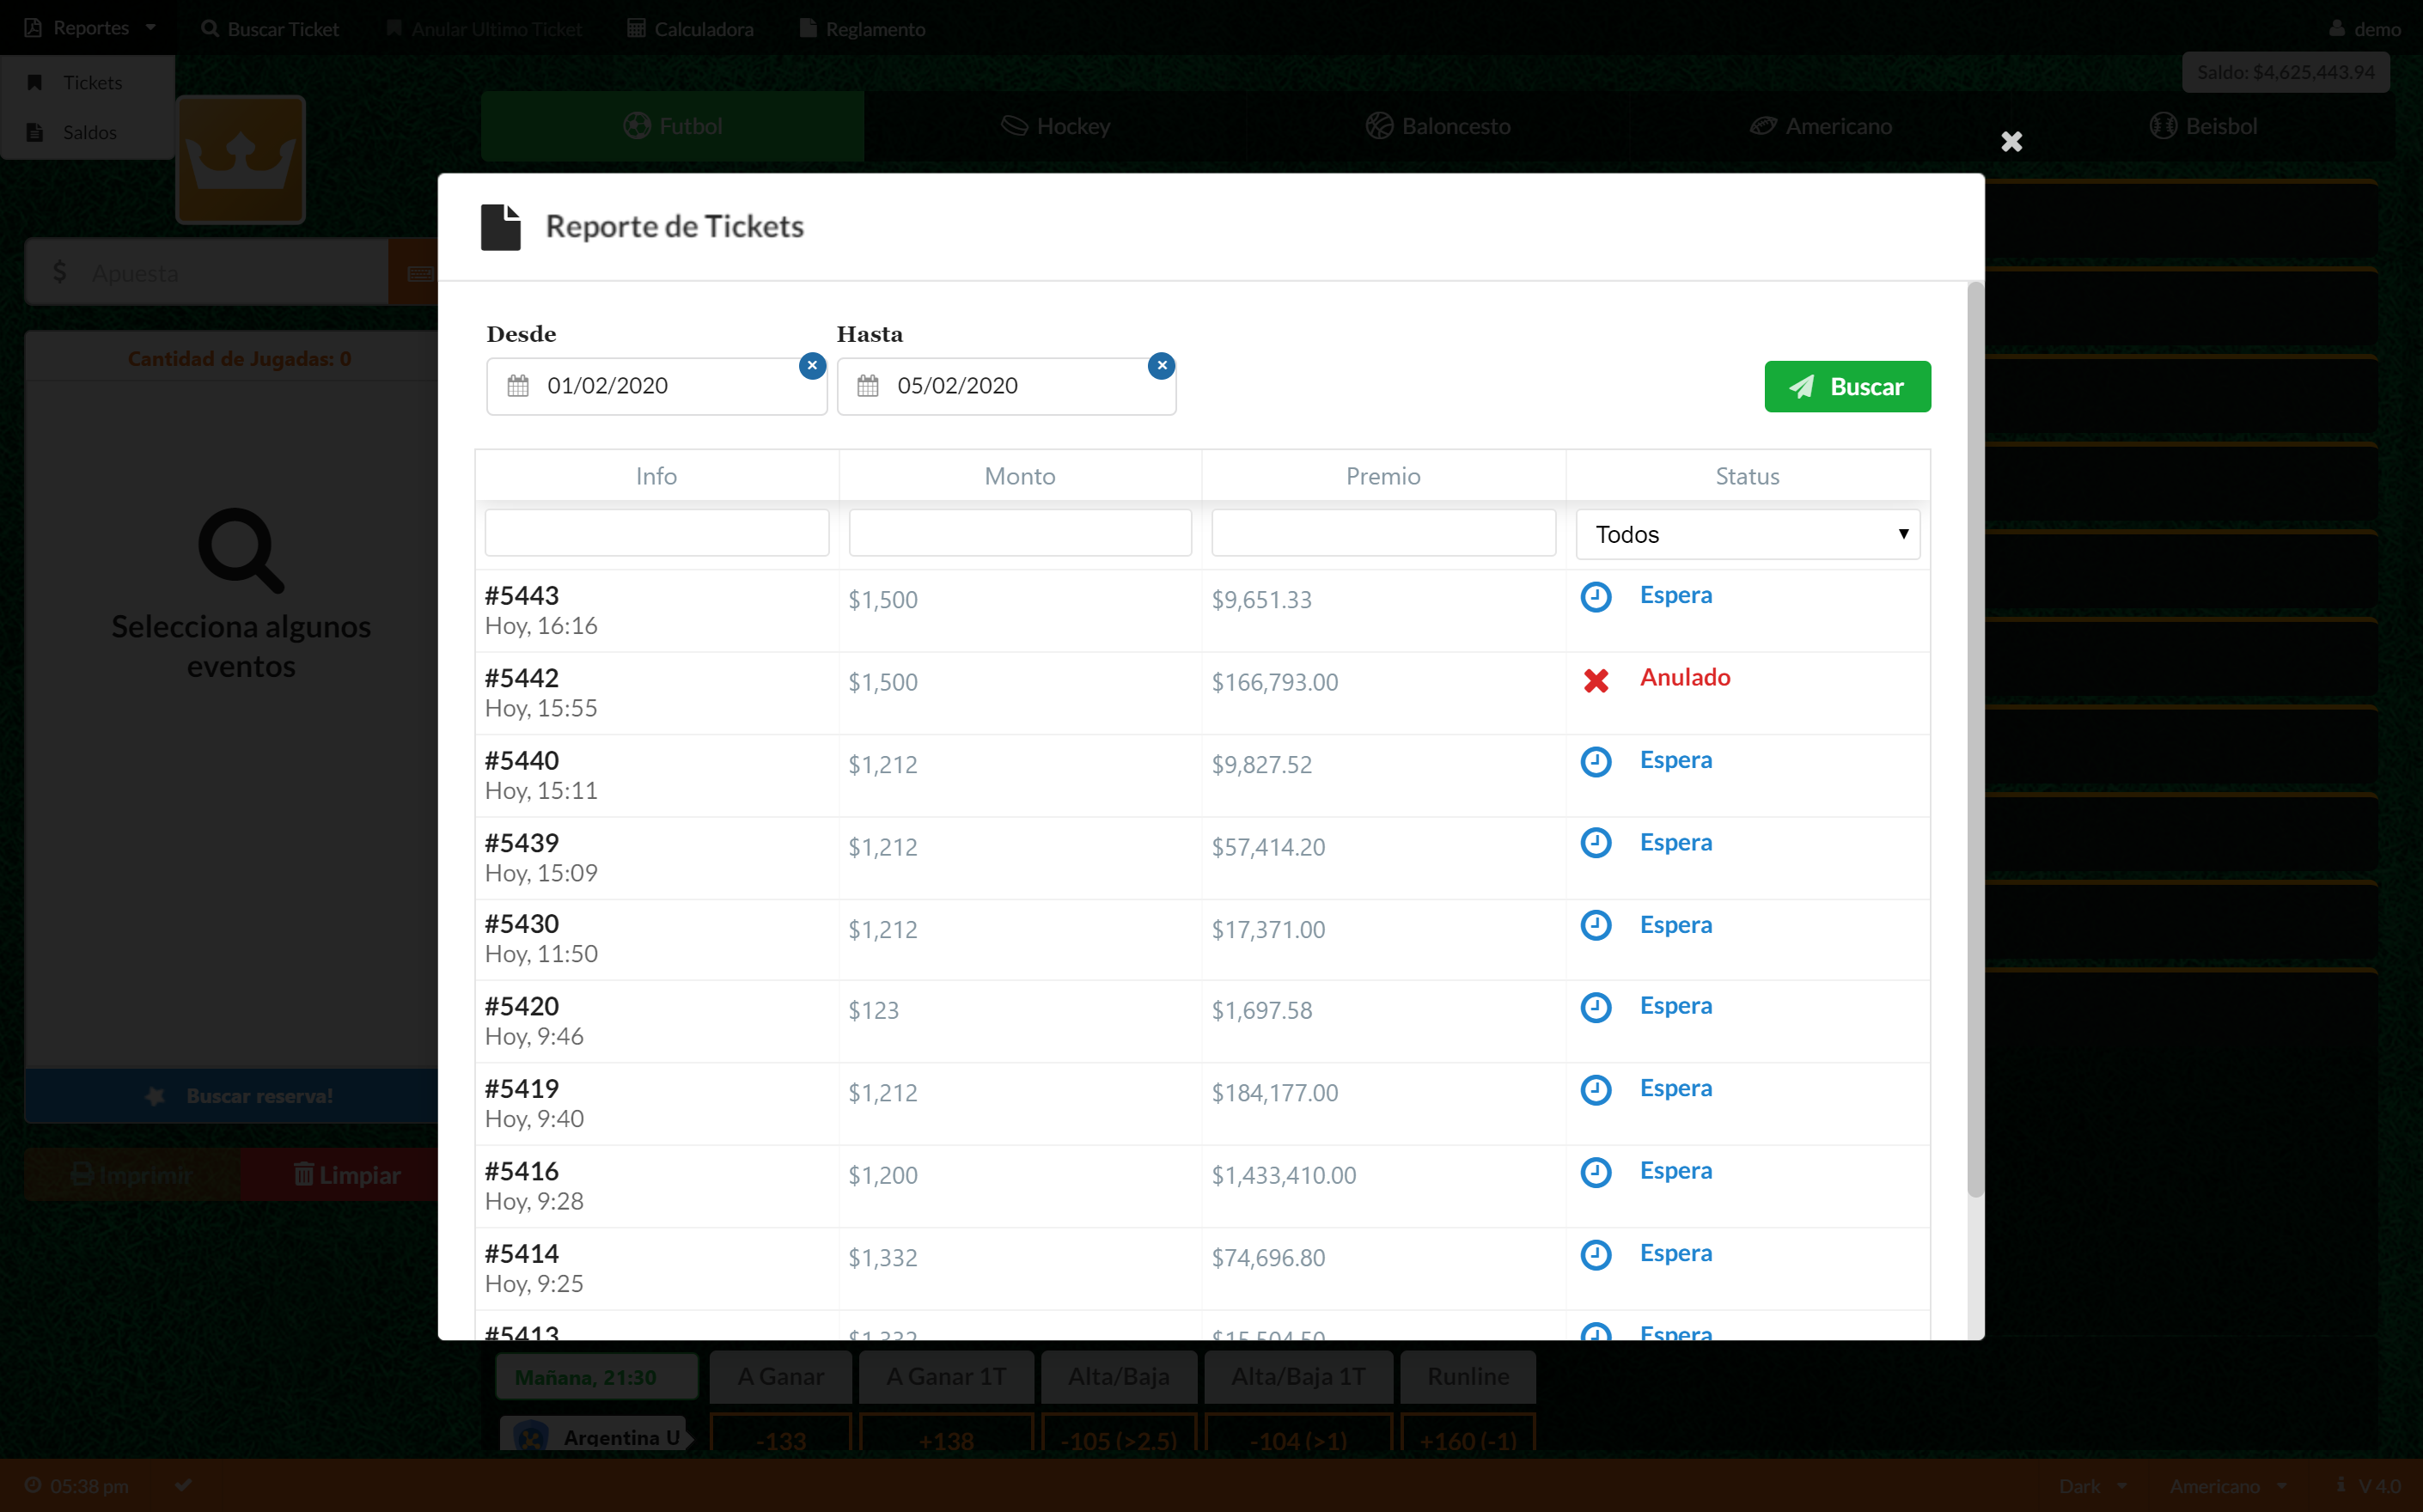 Reportes
Buscar Ticket
Anular Ultimo Ticket
Calculadora
Reglamento
demo
Tickets
Saldos
Saldo: $4,625,443.94
Futbol
Hockey
Baloncesto
Americano
Beisbol
$ Apuesta
Cantidad de Jugadas: 0
Selecciona algunos
eventos
Buscar reserva!
Imprimir
Limpiar
Reporte de Tickets
Desde
Hasta
01/02/2020
05/02/2020
Buscar
Info Monto Premio Status
Todos
#5443 $1,500 $9,651.33 Espera
Hoy, 16:16
#5442 $1,500 $166,793.00 Anulado
Hoy, 15:55
#5440 $1,212 $9,827.52 Espera
Hoy, 15:11
#5439 $1,212 $57,414.20 Espera
Hoy, 15:09
#5430 $1,212 $17,371.00 Espera
Hoy, 11:50
#5420 $123 $1,697.58 Espera
Hoy, 9:46
#5419 $1,212 $184,177.00 Espera
Hoy, 9:40
#5416 $1,200 $1,433,410.00 Espera
Hoy, 9:28
#5414 $1,332 $74,696.80 Espera
Hoy, 9:25
#5413 $1,332 $15,504.50 Espera
Mañana, 21:30
A Ganar
A Ganar 1T
Alta/Baja
Alta/Baja 1T
Runline
Argentina U
-133
+138
-105 (>2.5)
-104 (>1)
+160 (-1)
05:38 pm
Dark
Americano
V 4.0